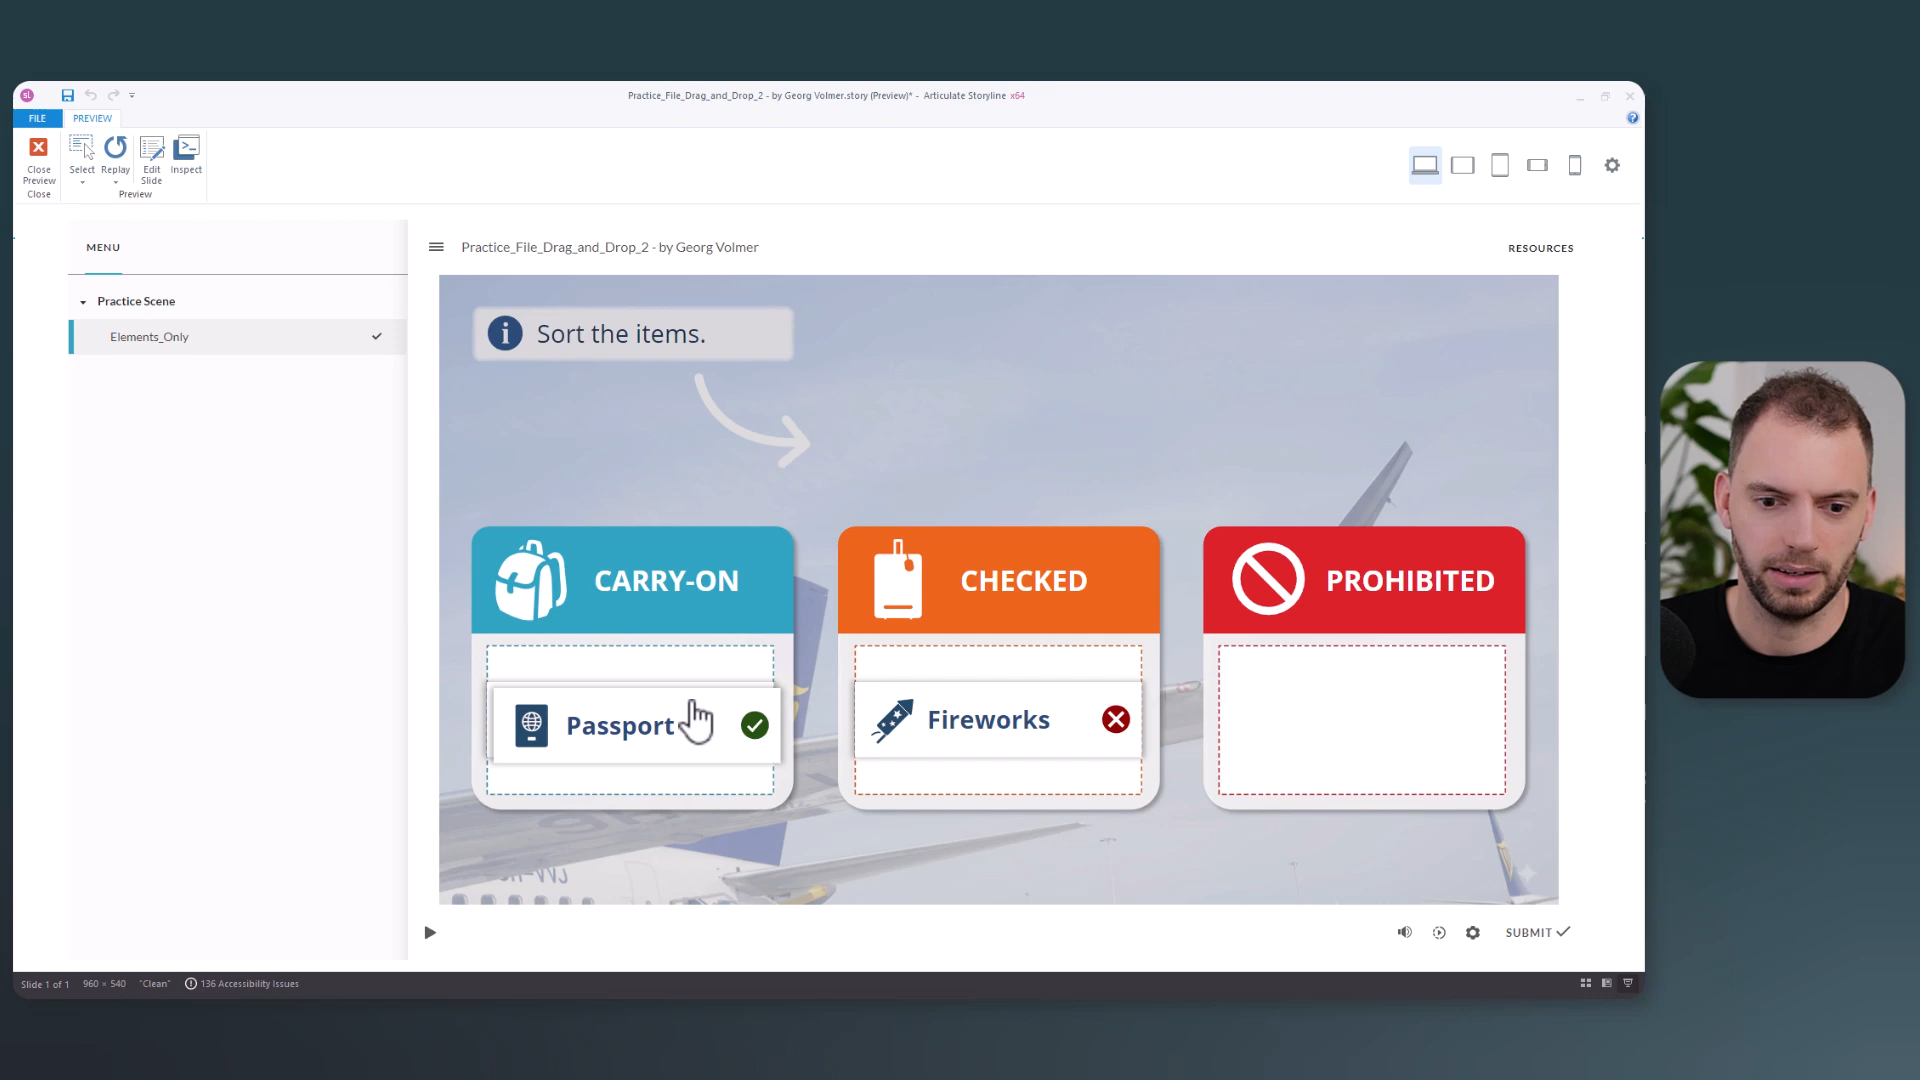 SL
Practice_File_Drag_and_Drop_2 - by Georg Volmer.story (Preview)* - Articulate Storyline x64
FILE
PREVIEW
?
Close Preview
Select
Replay
Edit Slide
Inspect
Close
Preview
MENU
Practice_File_Drag_and_Drop_2 - by Georg Volmer
RESOURCES
Practice Scene
Elements_Only
i Sort the items.
CARRY-ON
CHECKED
PROHIBITED
Passport
Fireworks
SUBMIT
Slide 1 of 1
960 × 540
"Clean"
136 Accessibility Issues